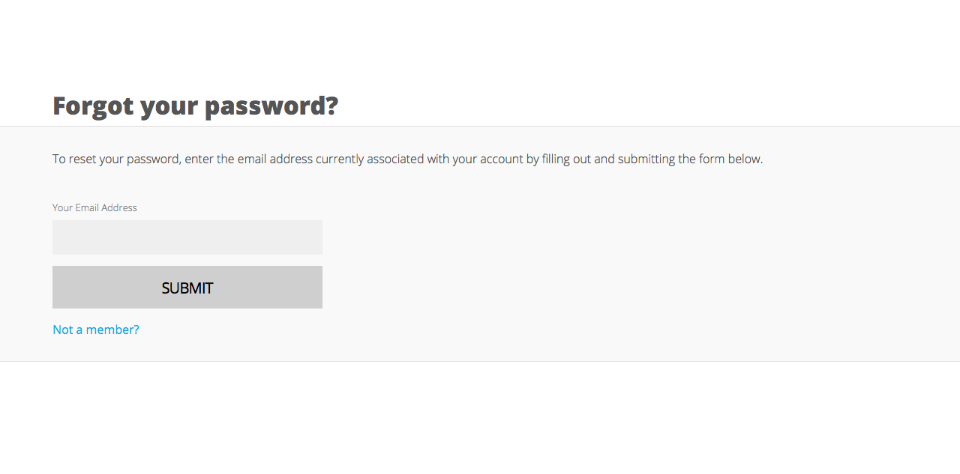 Forgot your password?
To reset your password, enter the email address currently associated with your account by filling out and submitting the form below.
Your Email Address
SUBMIT
Not a member?